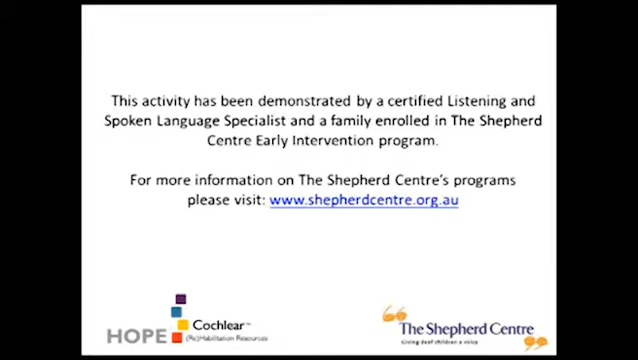 This activity has been demonstrated by a certified Listening and
Spoken Language Specialist and a family enrolled in The Shepherd
Centre Early Intervention program.
For more information on The Shepherd Centre's programs
please visit: www.shepherdcentre.org.au
HOPE
Cochlear™
(Re)Habilitation Resources
The Shepherd Centre
Giving deaf children a voice